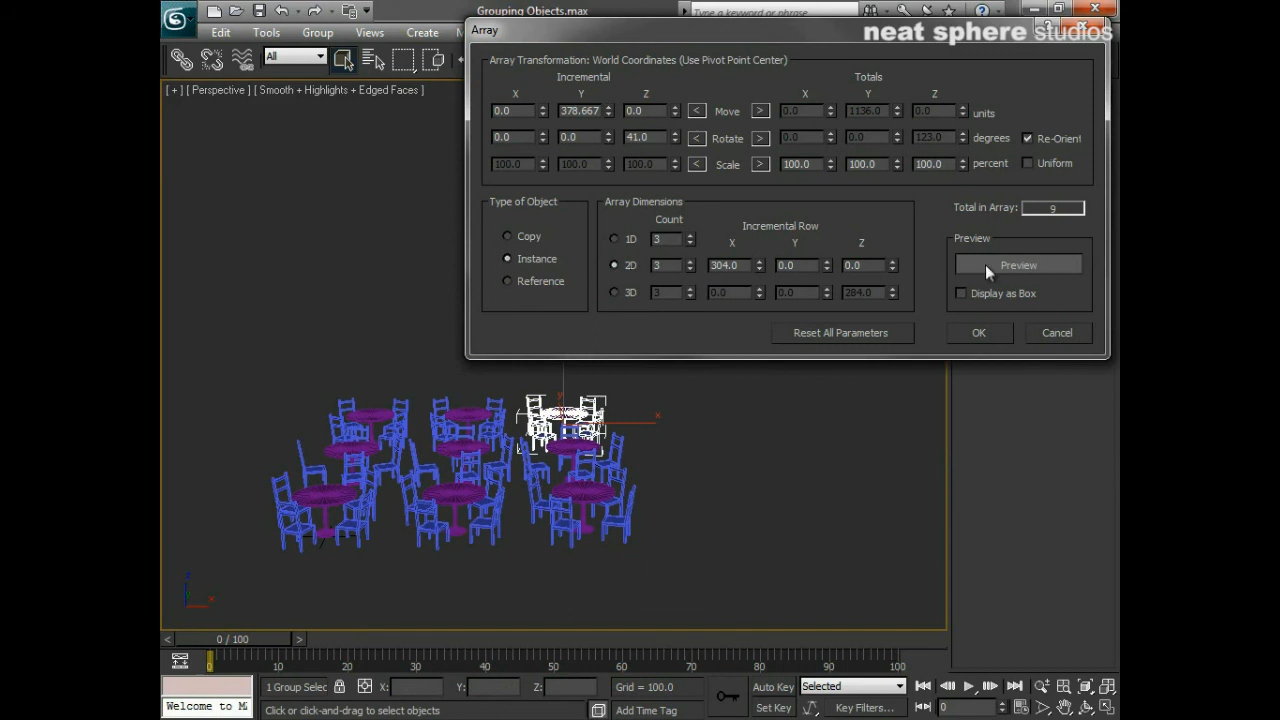 Grouping Objects.max
Type a keyword or phrase
Edit Tools Group Views Create
neat sphere studios
All
Array
Array Transformation: World Coordinates (Use Pivot Point Center)
Incremental Totals
X Y Z X Y Z
0.0 378.667 0.0 < Move > 0.0 1136.0 0.0 units
0.0 0.0 41.0 < Rotate > 0.0 0.0 123.0 degrees Re-Orient
100.0 100.0 100.0 < Scale > 100.0 100.0 100.0 percent Uniform
[ + ] [ Perspective ] [ Smooth + Highlights + Edged Faces ]
Type of Object
Copy
Instance
Reference
Array Dimensions
Count Incremental Row
X Y Z
1D 3
2D 3 304.0 0.0 0.0
3D 3 0.0 0.0 284.0
Total in Array: 9
Preview
Preview
Display as Box
Reset All Parameters OK Cancel
x
z
x
< 0 / 100 >
0 10 20 30 40 50 60 70 80 90 100
1 Group Selec X: Y: Z: Grid = 100.0 Auto Key Selected
Welcome to M Click or click-and-drag to select objects Add Time Tag Set Key Key Filters... 0